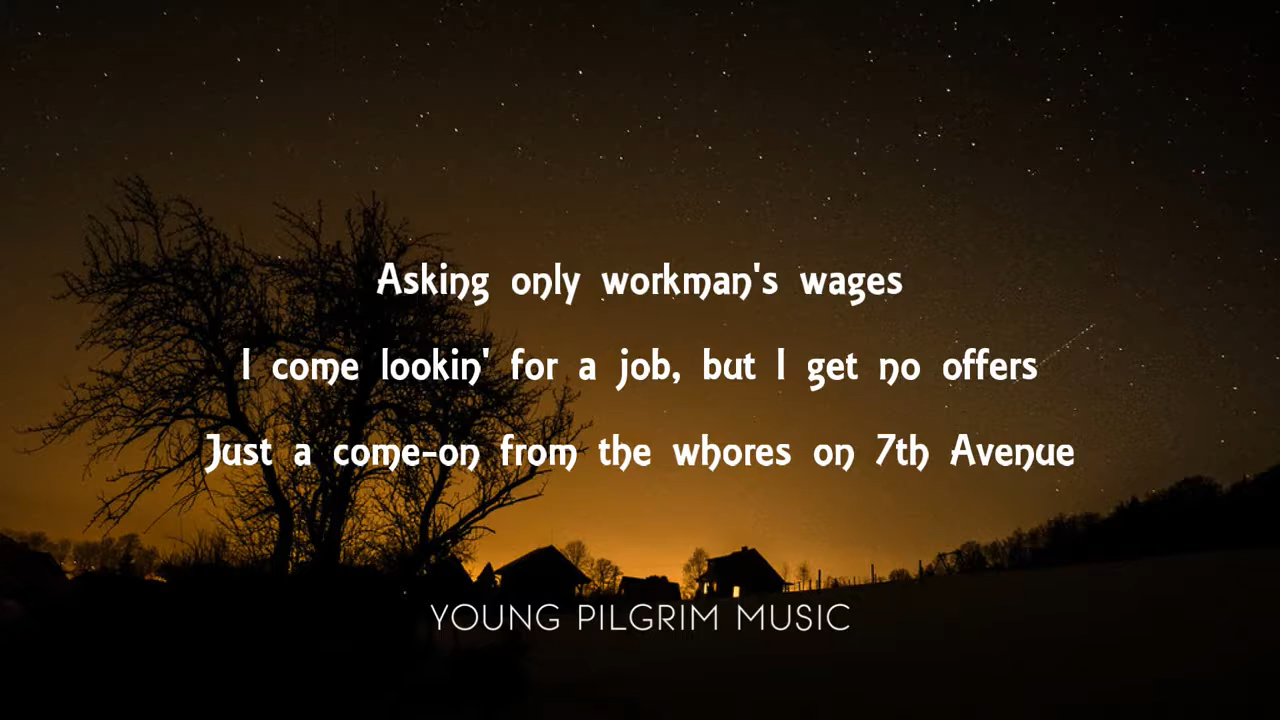 Asking only workman's wages
I come lookin' for a job, but I get no offers
Just a come-on from the whores on 7th Avenue
YOUNG PILGRIM MUSIC